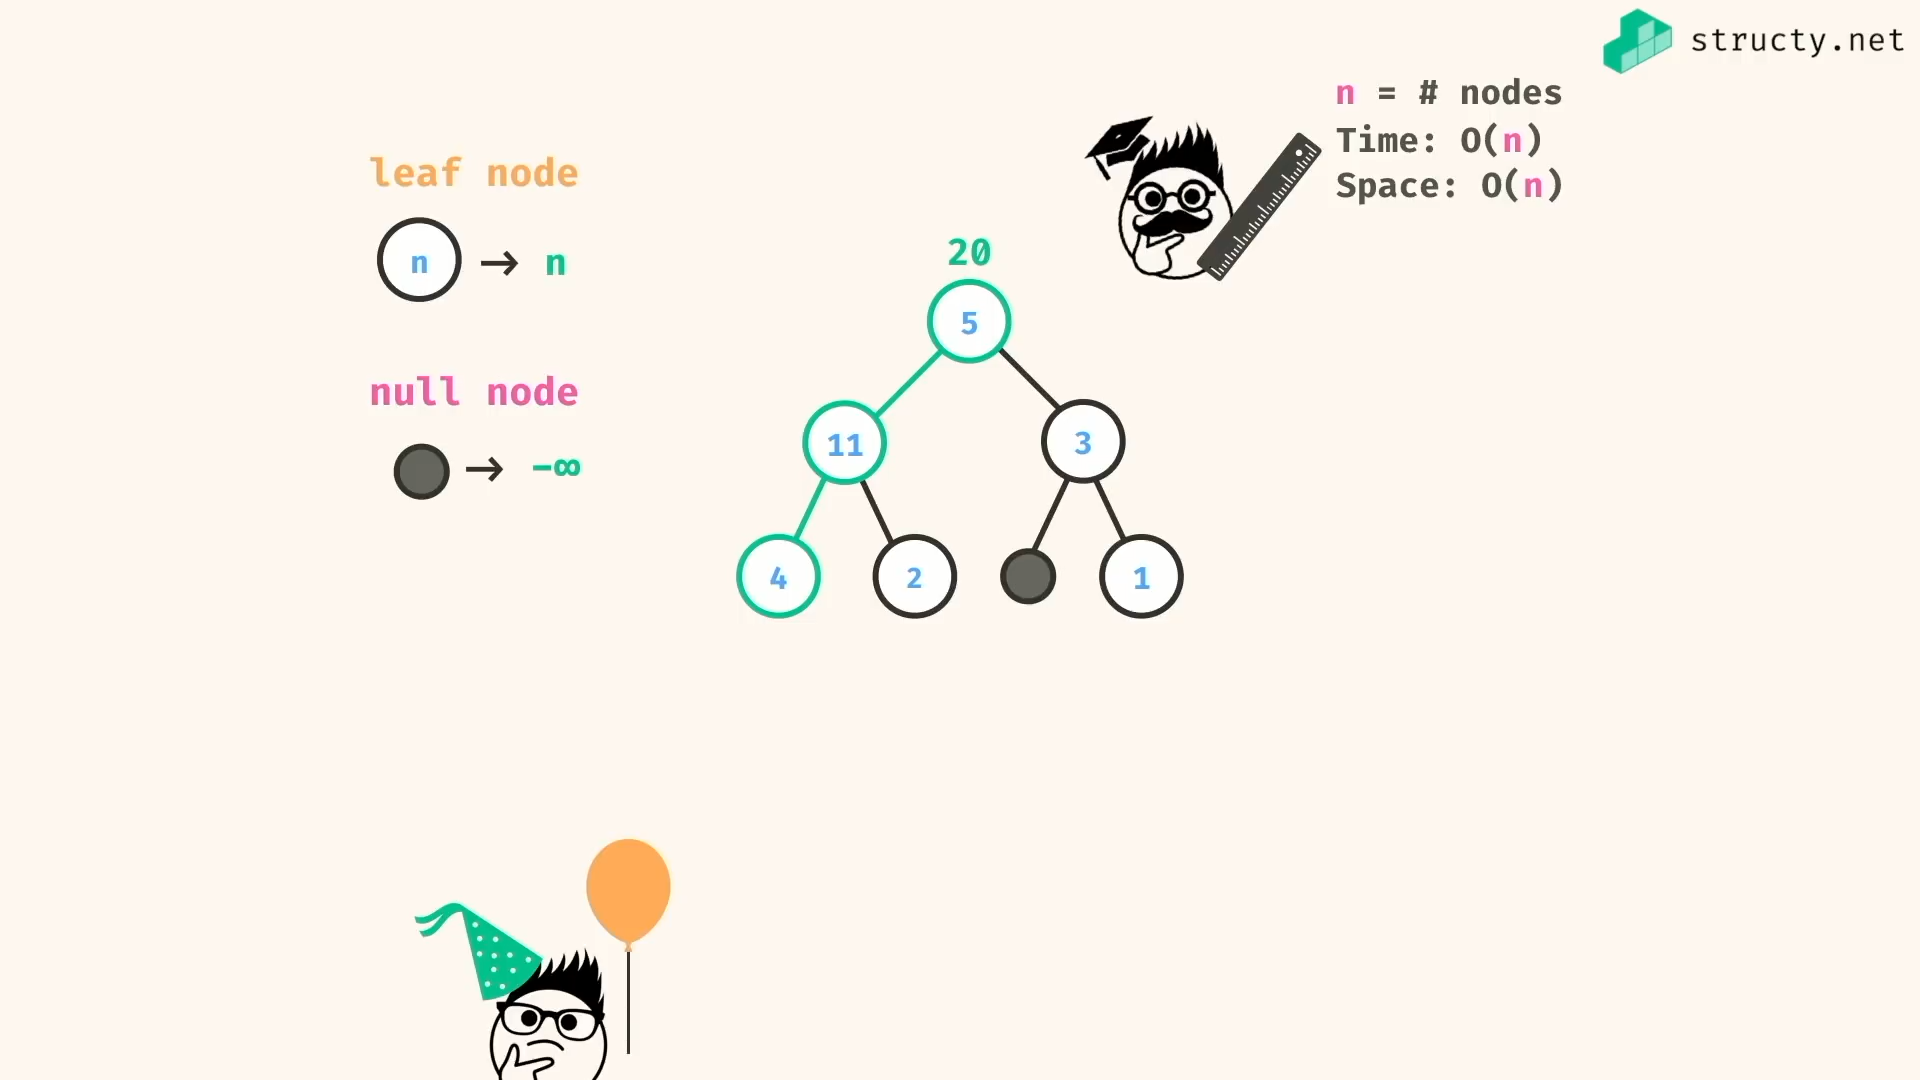 structy.net
n = # nodes
Time: O(n)
Space: O(n)
leaf node
n → n
null node
→ -∞
20
5
11
3
4
2
1